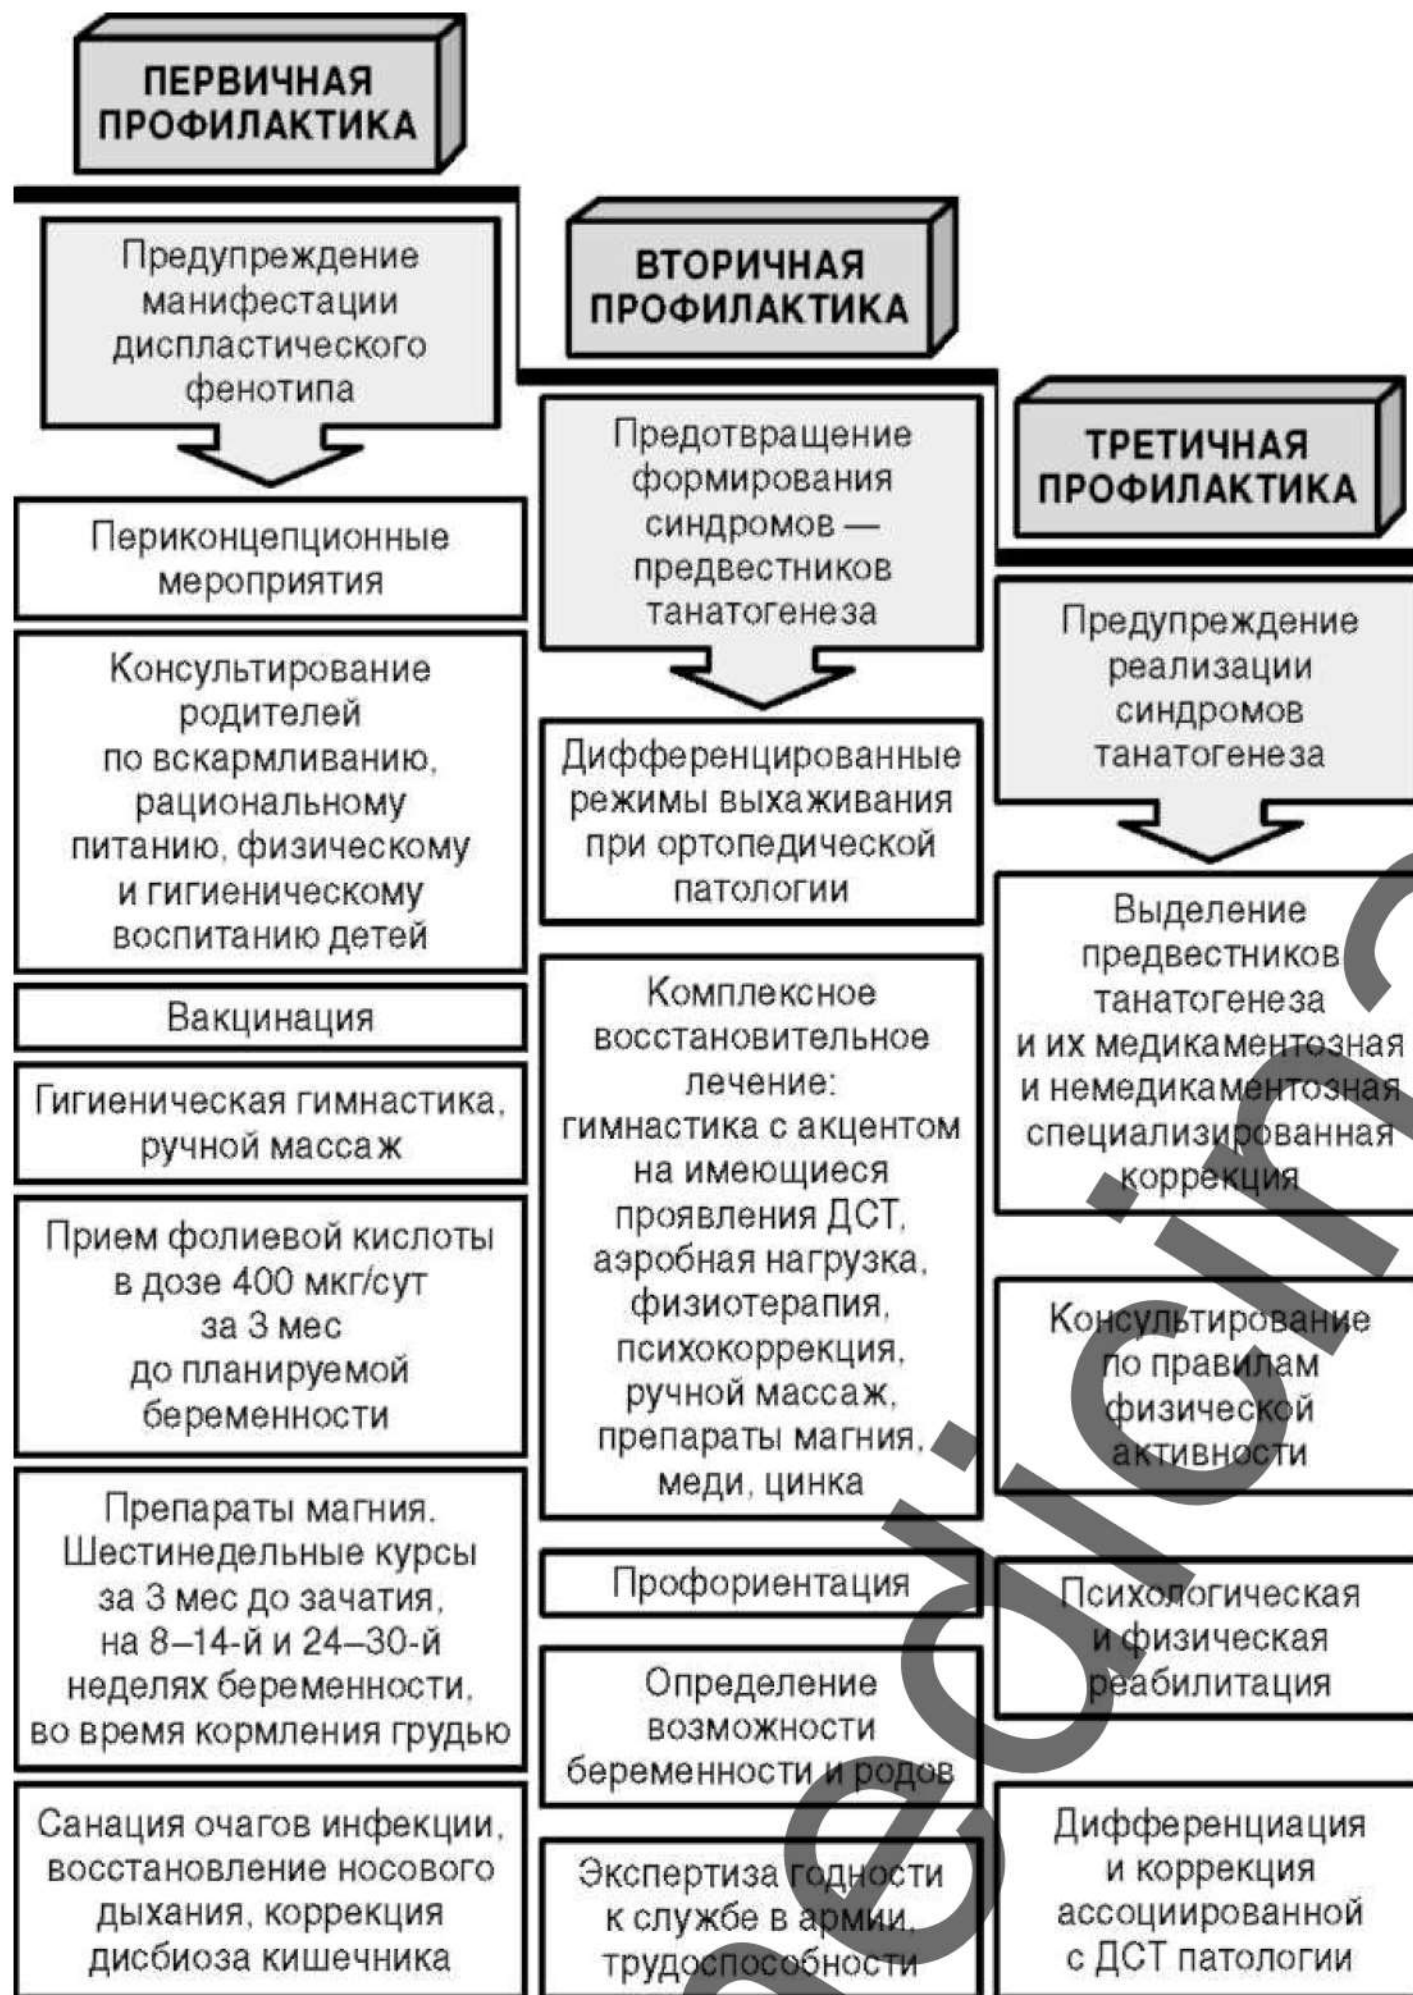 ПЕРВИЧНАЯ
ПРОФИЛАКТИКА
Предупреждение
манифестации
диспластического
фенотипа
Периконцепционные
мероприятия
Консультирование
родителей
по вскармливанию,
рациональному
питанию, физическому
и гигиеническому
воспитанию детей
Вакцинация
Гигиеническая гимнастика,
ручной массаж
Прием фолиевой кислоты
в дозе 400 мкг/сут
за 3 мес
до планируемой
беременности
Препараты магния.
Шестинедельные курсы
за 3 мес до зачатия,
на 8–14-й и 24–30-й
неделях беременности,
во время кормления грудью
Санация очагов инфекции,
восстановление носового
дыхания, коррекция
дисбиоза кишечника
ВТОРИЧНАЯ
ПРОФИЛАКТИКА
Предотвращение
формирования
синдромов —
предвестников
танатогенеза
Дифференцированные
режимы выхаживания
при ортопедической
патологии
Комплексное
восстановительное
лечение:
гимнастика с акцентом
на имеющиеся
проявления ДСТ,
аэробная нагрузка,
физиотерапия,
психокоррекция,
ручной массаж,
препараты магния,
меди, цинка
Профориентация
Определение
возможности
беременности и родов
Экспертиза годности
к службе в армии,
трудоспособности
ТРЕТИЧНАЯ
ПРОФИЛАКТИКА
Предупреждение
реализации
синдромов
танатогенеза
Выделение
предвестников
танатогенеза
и их медикаментозная
и немедикаментозная
специализированная
коррекция
Консультирование
по правилам
физической
активности
Психологическая
и физическая
реабилитация
Дифференциация
и коррекция
ассоциированной
с ДСТ патологии